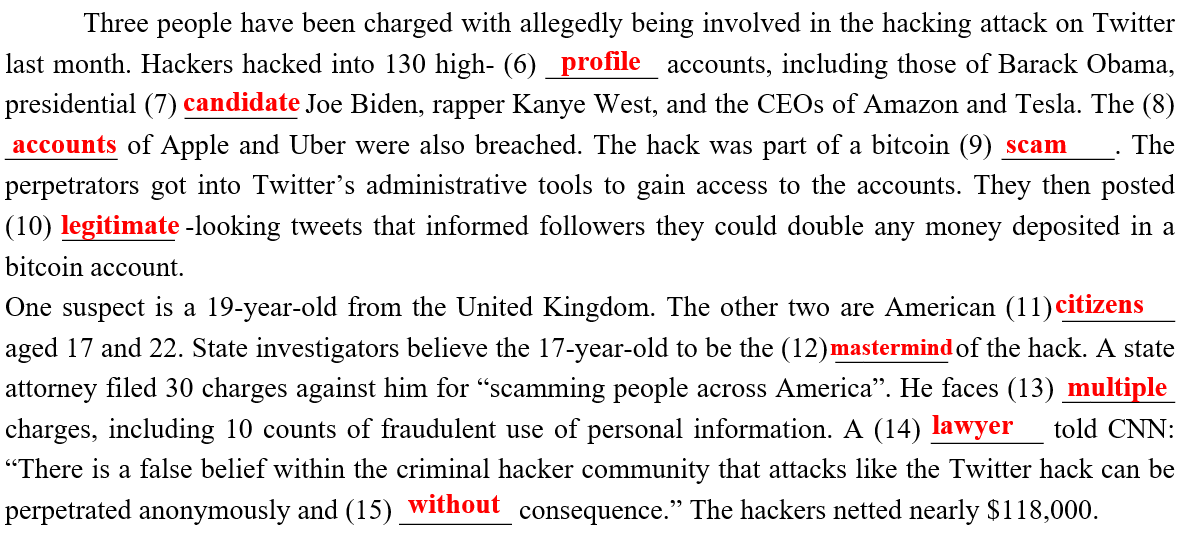 Three people have been charged with allegedly being involved in the hacking attack on Twitter
last month. Hackers hacked into 130 high- (6) profile accounts, including those of Barack Obama,
presidential (7) candidate Joe Biden, rapper Kanye West, and the CEOs of Amazon and Tesla. The (8)
accounts of Apple and Uber were also breached. The hack was part of a bitcoin (9) scam. The
perpetrators got into Twitter’s administrative tools to gain access to the accounts. They then posted
(10) legitimate -looking tweets that informed followers they could double any money deposited in a
bitcoin account.
One suspect is a 19-year-old from the United Kingdom. The other two are American (11) citizens
aged 17 and 22. State investigators believe the 17-year-old to be the (12) mastermind of the hack. A state
attorney filed 30 charges against him for “scamming people across America”. He faces (13) multiple
charges, including 10 counts of fraudulent use of personal information. A (14) lawyer told CNN:
“There is a false belief within the criminal hacker community that attacks like the Twitter hack can be
perpetrated anonymously and (15) without consequence.” The hackers netted nearly $118,000.